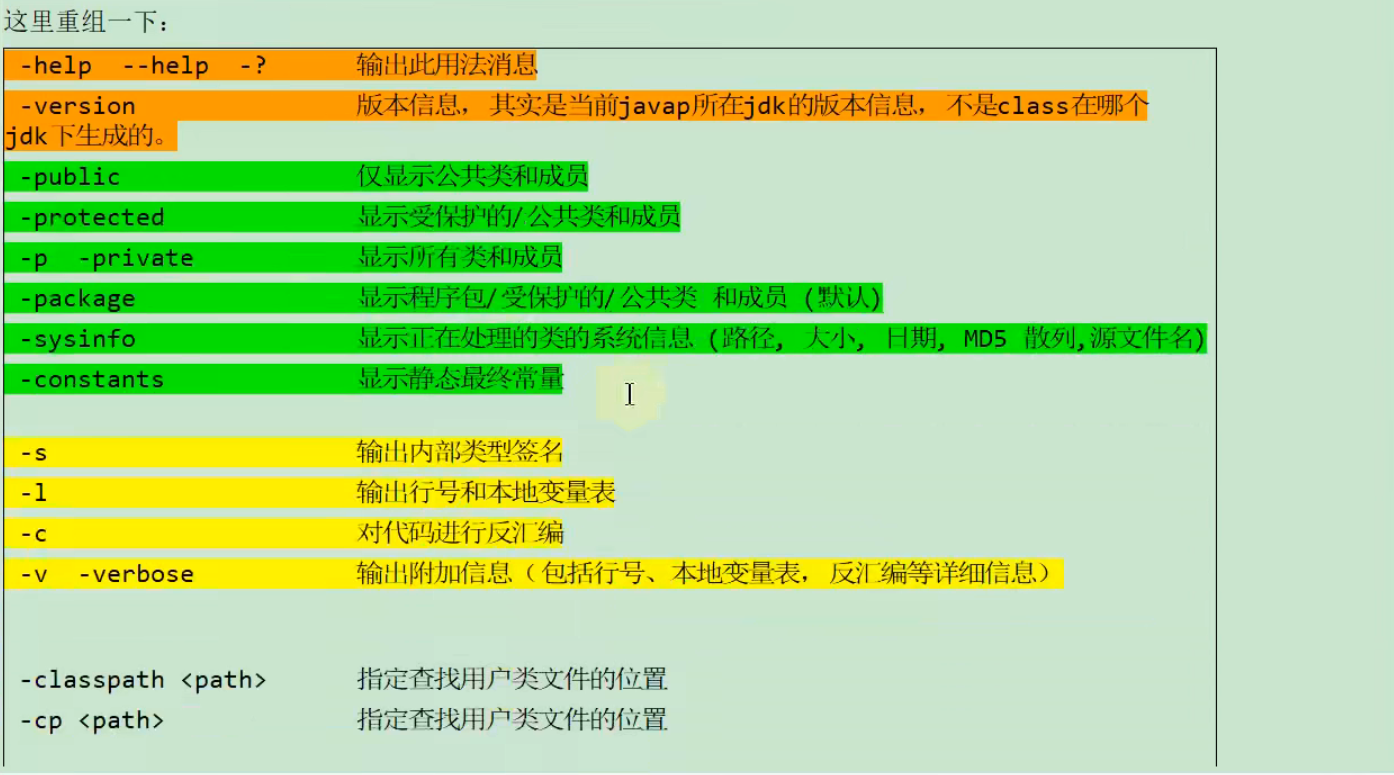 这里重组一下：
-help --help -? 输出此用法消息
-version 版本信息，其实是当前javap所在jdk的版本信息，不是class在哪个
jdk下生成的。
-public 仅显示公共类和成员
-protected 显示受保护的/公共类和成员
-p -private 显示所有类和成员
-package 显示程序包/受保护的/公共类 和成员 (默认)
-sysinfo 显示正在处理的类的系统信息 (路径, 大小, 日期, MD5 散列,源文件名)
-constants 显示静态最终常量
-s 输出内部类型签名
-l 输出行号和本地变量表
-c 对代码进行反汇编
-v -verbose 输出附加信息（包括行号、本地变量表，反汇编等详细信息）
-classpath <path> 指定查找用户类文件的位置
-cp <path> 指定查找用户类文件的位置